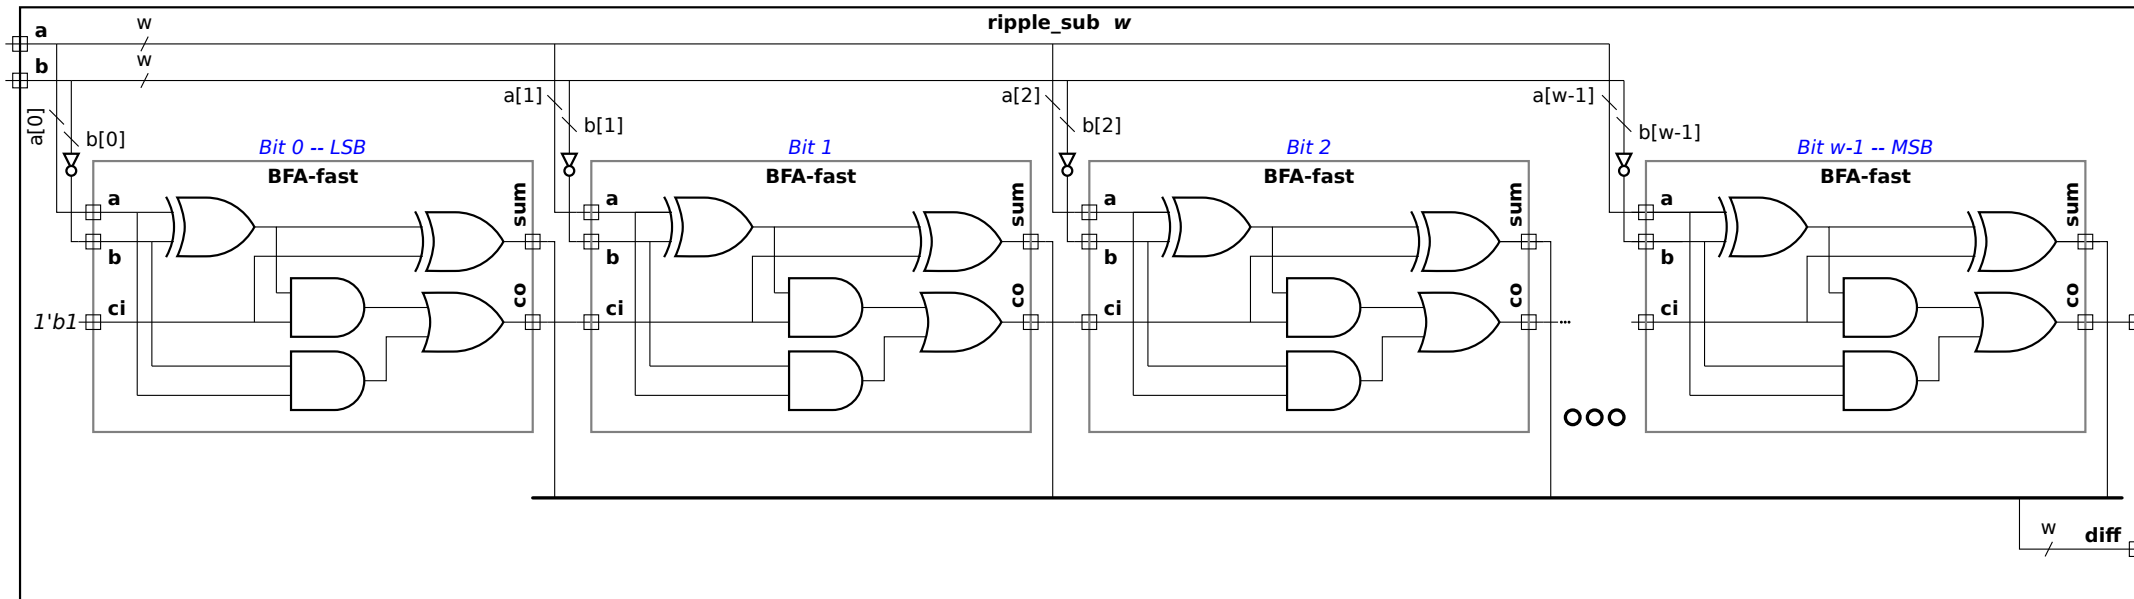 ripple_sub w
a
w
b
w
a[0]
b[0]
a[1]
b[1]
a[2]
b[2]
a[w-1]
b[w-1]
Bit 0 -- LSB
BFA-fast
a
b
ci
sum
co
1'b1
Bit 1
BFA-fast
a
b
ci
sum
co
Bit 2
BFA-fast
a
b
ci
sum
co
...
Bit w-1 -- MSB
BFA-fast
a
b
ci
sum
co
w
diff